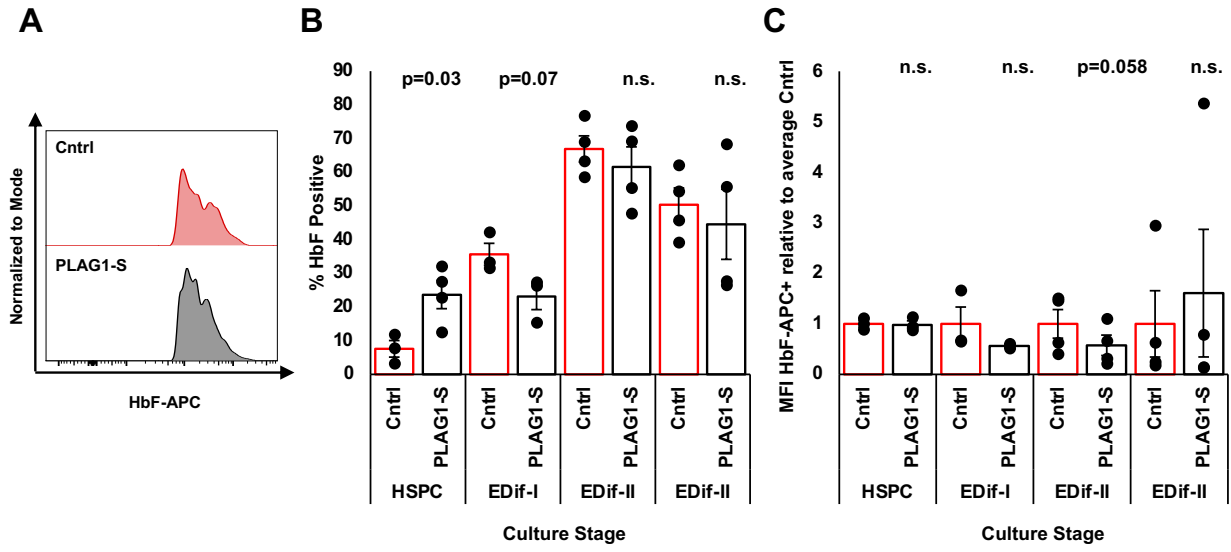 A
Normalized to Mode
Cntrl
PLAG1-S
HbF-APC
B
% HbF Positive
90
80
70
60
50
40
30
20
10
0
p=0.03 p=0.07 n.s. n.s.
Cntrl PLAG1-S Cntrl PLAG1-S Cntrl PLAG1-S Cntrl PLAG1-S
HSPC EDif-I EDif-II EDif-II
Culture Stage
C
MFI HbF-APC+ relative to average Cntrl
6
5
4
3
2
1
0
n.s. n.s. p=0.058 n.s.
Cntrl PLAG1-S Cntrl PLAG1-S Cntrl PLAG1-S Cntrl PLAG1-S
HSPC EDif-I EDif-II EDif-II
Culture Stage